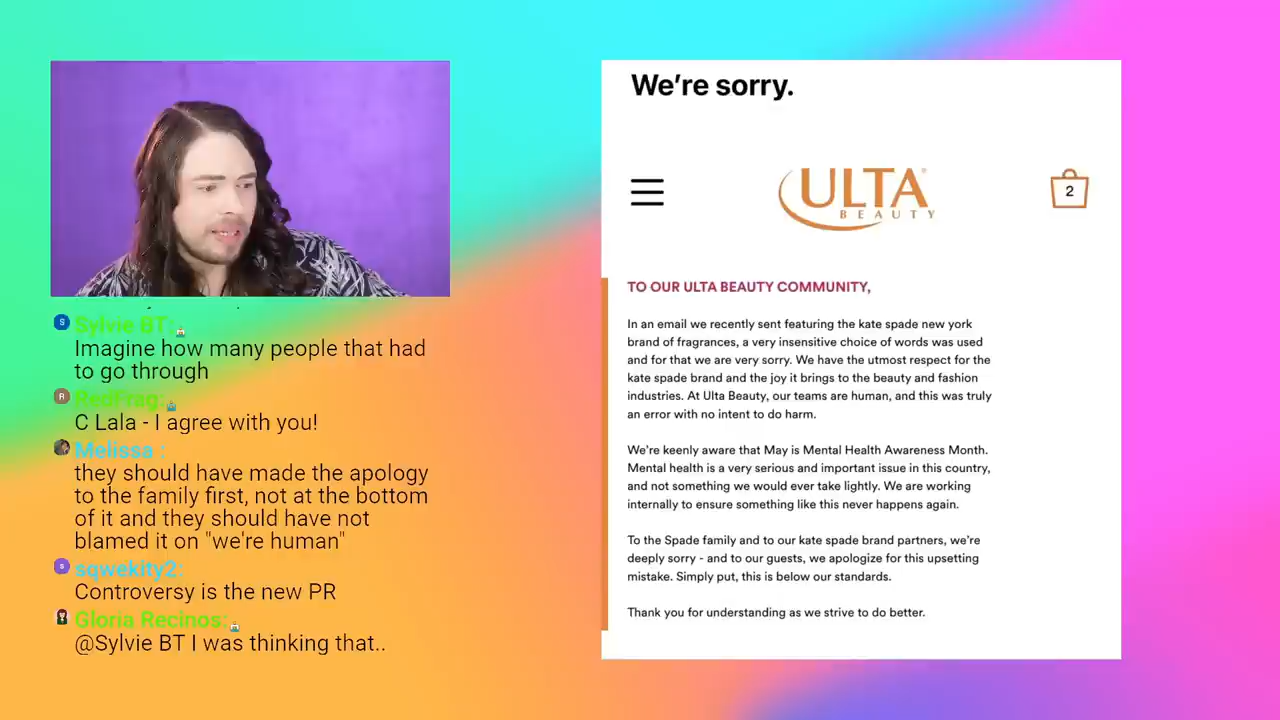 We're sorry.
ULTA
BEAUTY
2
TO OUR ULTA BEAUTY COMMUNITY,
In an email we recently sent featuring the kate spade new york
brand of fragrances, a very insensitive choice of words was used
and for that we are very sorry. We have the utmost respect for the
kate spade brand and the joy it brings to the beauty and fashion
industries. At Ulta Beauty, our teams are human, and this was truly
an error with no intent to do harm.
We're keenly aware that May is Mental Health Awareness Month.
Mental health is a very serious and important issue in this country,
and not something we would ever take lightly. We are working
internally to ensure something like this never happens again.
To the Spade family and to our kate spade brand partners, we're
deeply sorry - and to our guests, we apologize for this upsetting
mistake. Simply put, this is below our standards.
Thank you for understanding as we strive to do better.
S
Sylvie BT:
Imagine how many people that had
to go through
R
RedFrag:
C Lala - I agree with you!
Melissa :
they should have made the apology
to the family first, not at the bottom
of it and they should have not
blamed it on "we're human"
S
sqwekity2:
Controversy is the new PR
Gloria Recinos:
@Sylvie BT I was thinking that..